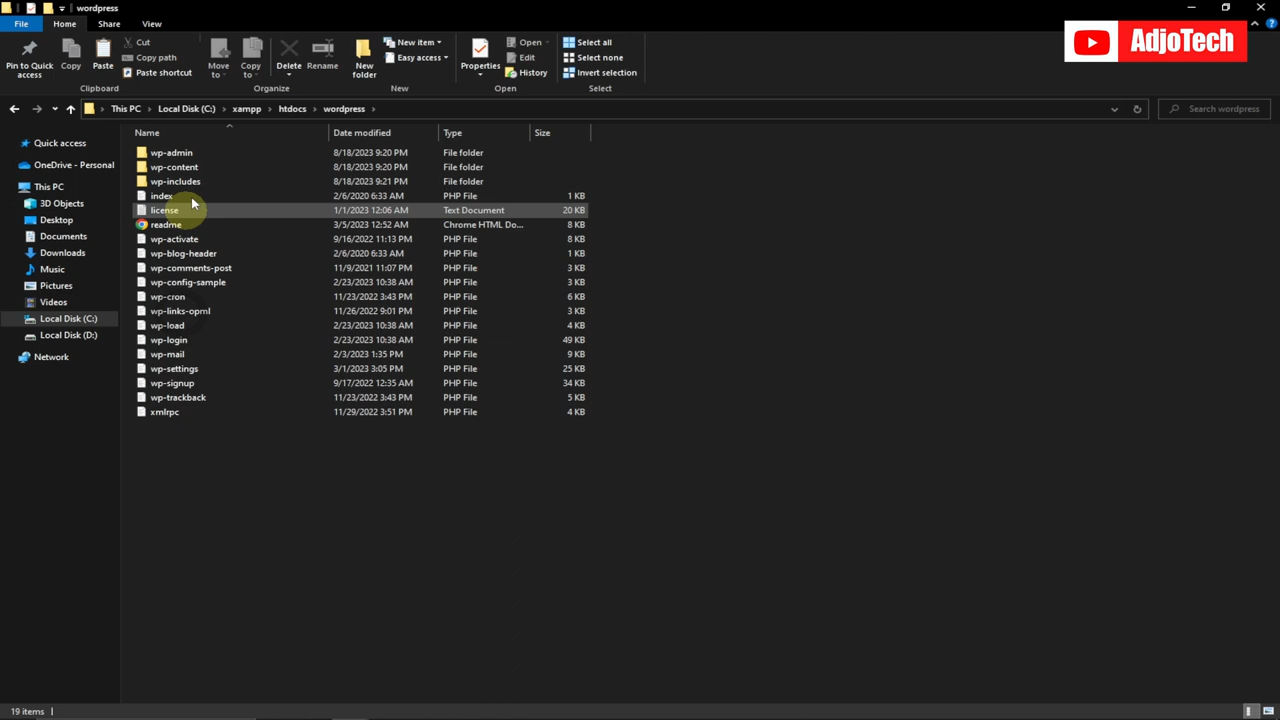 wordpress
File Home Share View
AdjoTech
Pin to Quick access
Copy
Paste
Cut
Copy path
Paste shortcut
Clipboard
Move to
Copy to
Delete
Rename
Organize
New folder
New item
Easy access
New
Properties
Open
Edit
History
Open
Select all
Select none
Invert selection
Select
This PC Local Disk (C:) xampp htdocs wordpress
Search wordpress
Name Date modified Type Size
Quick access
OneDrive - Personal
This PC
3D Objects
Desktop
Documents
Downloads
Music
Pictures
Videos
Local Disk (C:)
Local Disk (D:)
Network
wp-admin 8/18/2023 9:20 PM File folder
wp-content 8/18/2023 9:20 PM File folder
wp-includes 8/18/2023 9:21 PM File folder
index 2/6/2020 6:33 AM PHP File 1 KB
license 1/1/2023 12:06 AM Text Document 20 KB
readme 3/5/2023 12:52 AM Chrome HTML Do... 8 KB
wp-activate 9/16/2022 11:13 PM PHP File 8 KB
wp-blog-header 2/6/2020 6:33 AM PHP File 1 KB
wp-comments-post 11/9/2021 11:07 PM PHP File 3 KB
wp-config-sample 2/23/2023 10:38 AM PHP File 3 KB
wp-cron 11/23/2022 3:43 PM PHP File 6 KB
wp-links-opml 11/26/2022 9:01 PM PHP File 3 KB
wp-load 2/23/2023 10:38 AM PHP File 4 KB
wp-login 2/23/2023 10:38 AM PHP File 49 KB
wp-mail 2/3/2023 1:35 PM PHP File 9 KB
wp-settings 3/1/2023 3:05 PM PHP File 25 KB
wp-signup 9/17/2022 12:35 AM PHP File 34 KB
wp-trackback 11/23/2022 3:43 PM PHP File 5 KB
xmlrpc 11/29/2022 3:51 PM PHP File 4 KB
19 items